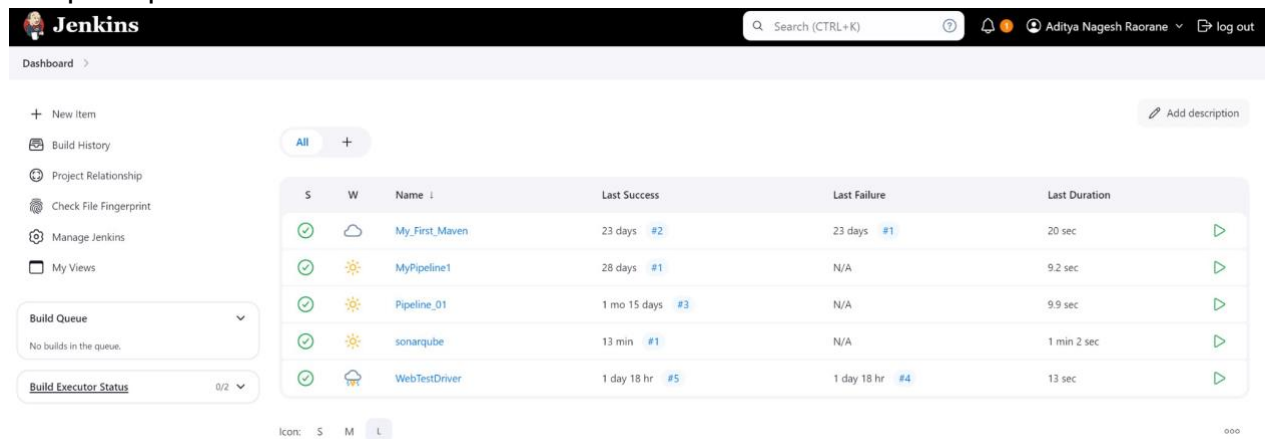 Jenkins
Search (CTRL+K) ? 1 Aditya Nagesh Raorane log out
Dashboard >
+ New Item
Build History
Project Relationship
Check File Fingerprint
Manage Jenkins
My Views
Build Queue
No builds in the queue.
Build Executor Status 0/2
Add description
All +
S W Name ↓ Last Success Last Failure Last Duration
My_First_Maven 23 days #2 23 days #1 20 sec
MyPipeline1 28 days #1 N/A 9.2 sec
Pipeline_01 1 mo 15 days #3 N/A 9.9 sec
sonarqube 13 min #1 N/A 1 min 2 sec
WebTestDriver 1 day 18 hr #5 1 day 18 hr #4 13 sec
Icon: S M L